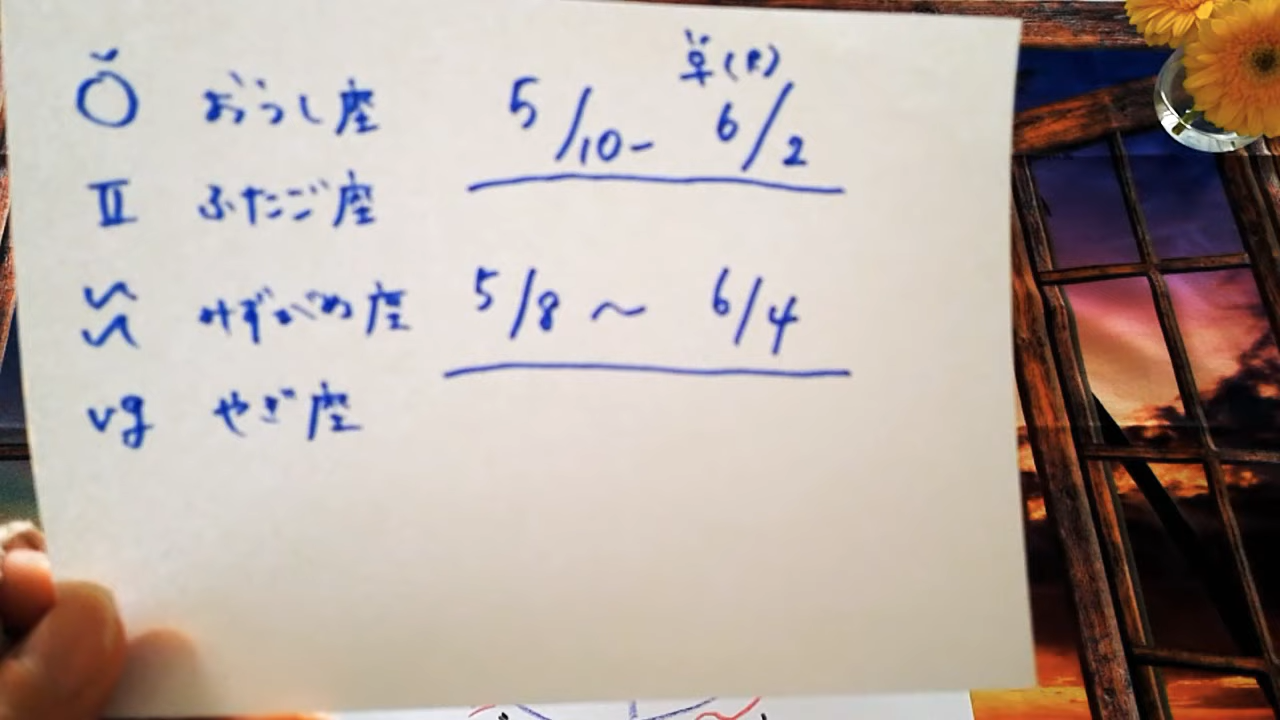 ♉ おうし座 5/10- 6/2
☿(R)
♊ ふたご座
♒ みずがめ座 5/8 ~ 6/4
♑ やぎ座